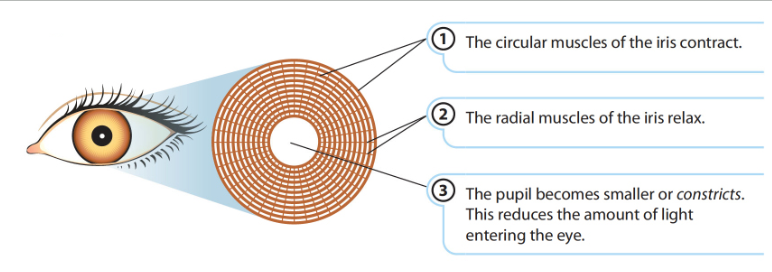 1 The circular muscles of the iris contract.
2 The radial muscles of the iris relax.
3 The pupil becomes smaller or constricts.
This reduces the amount of light
entering the eye.